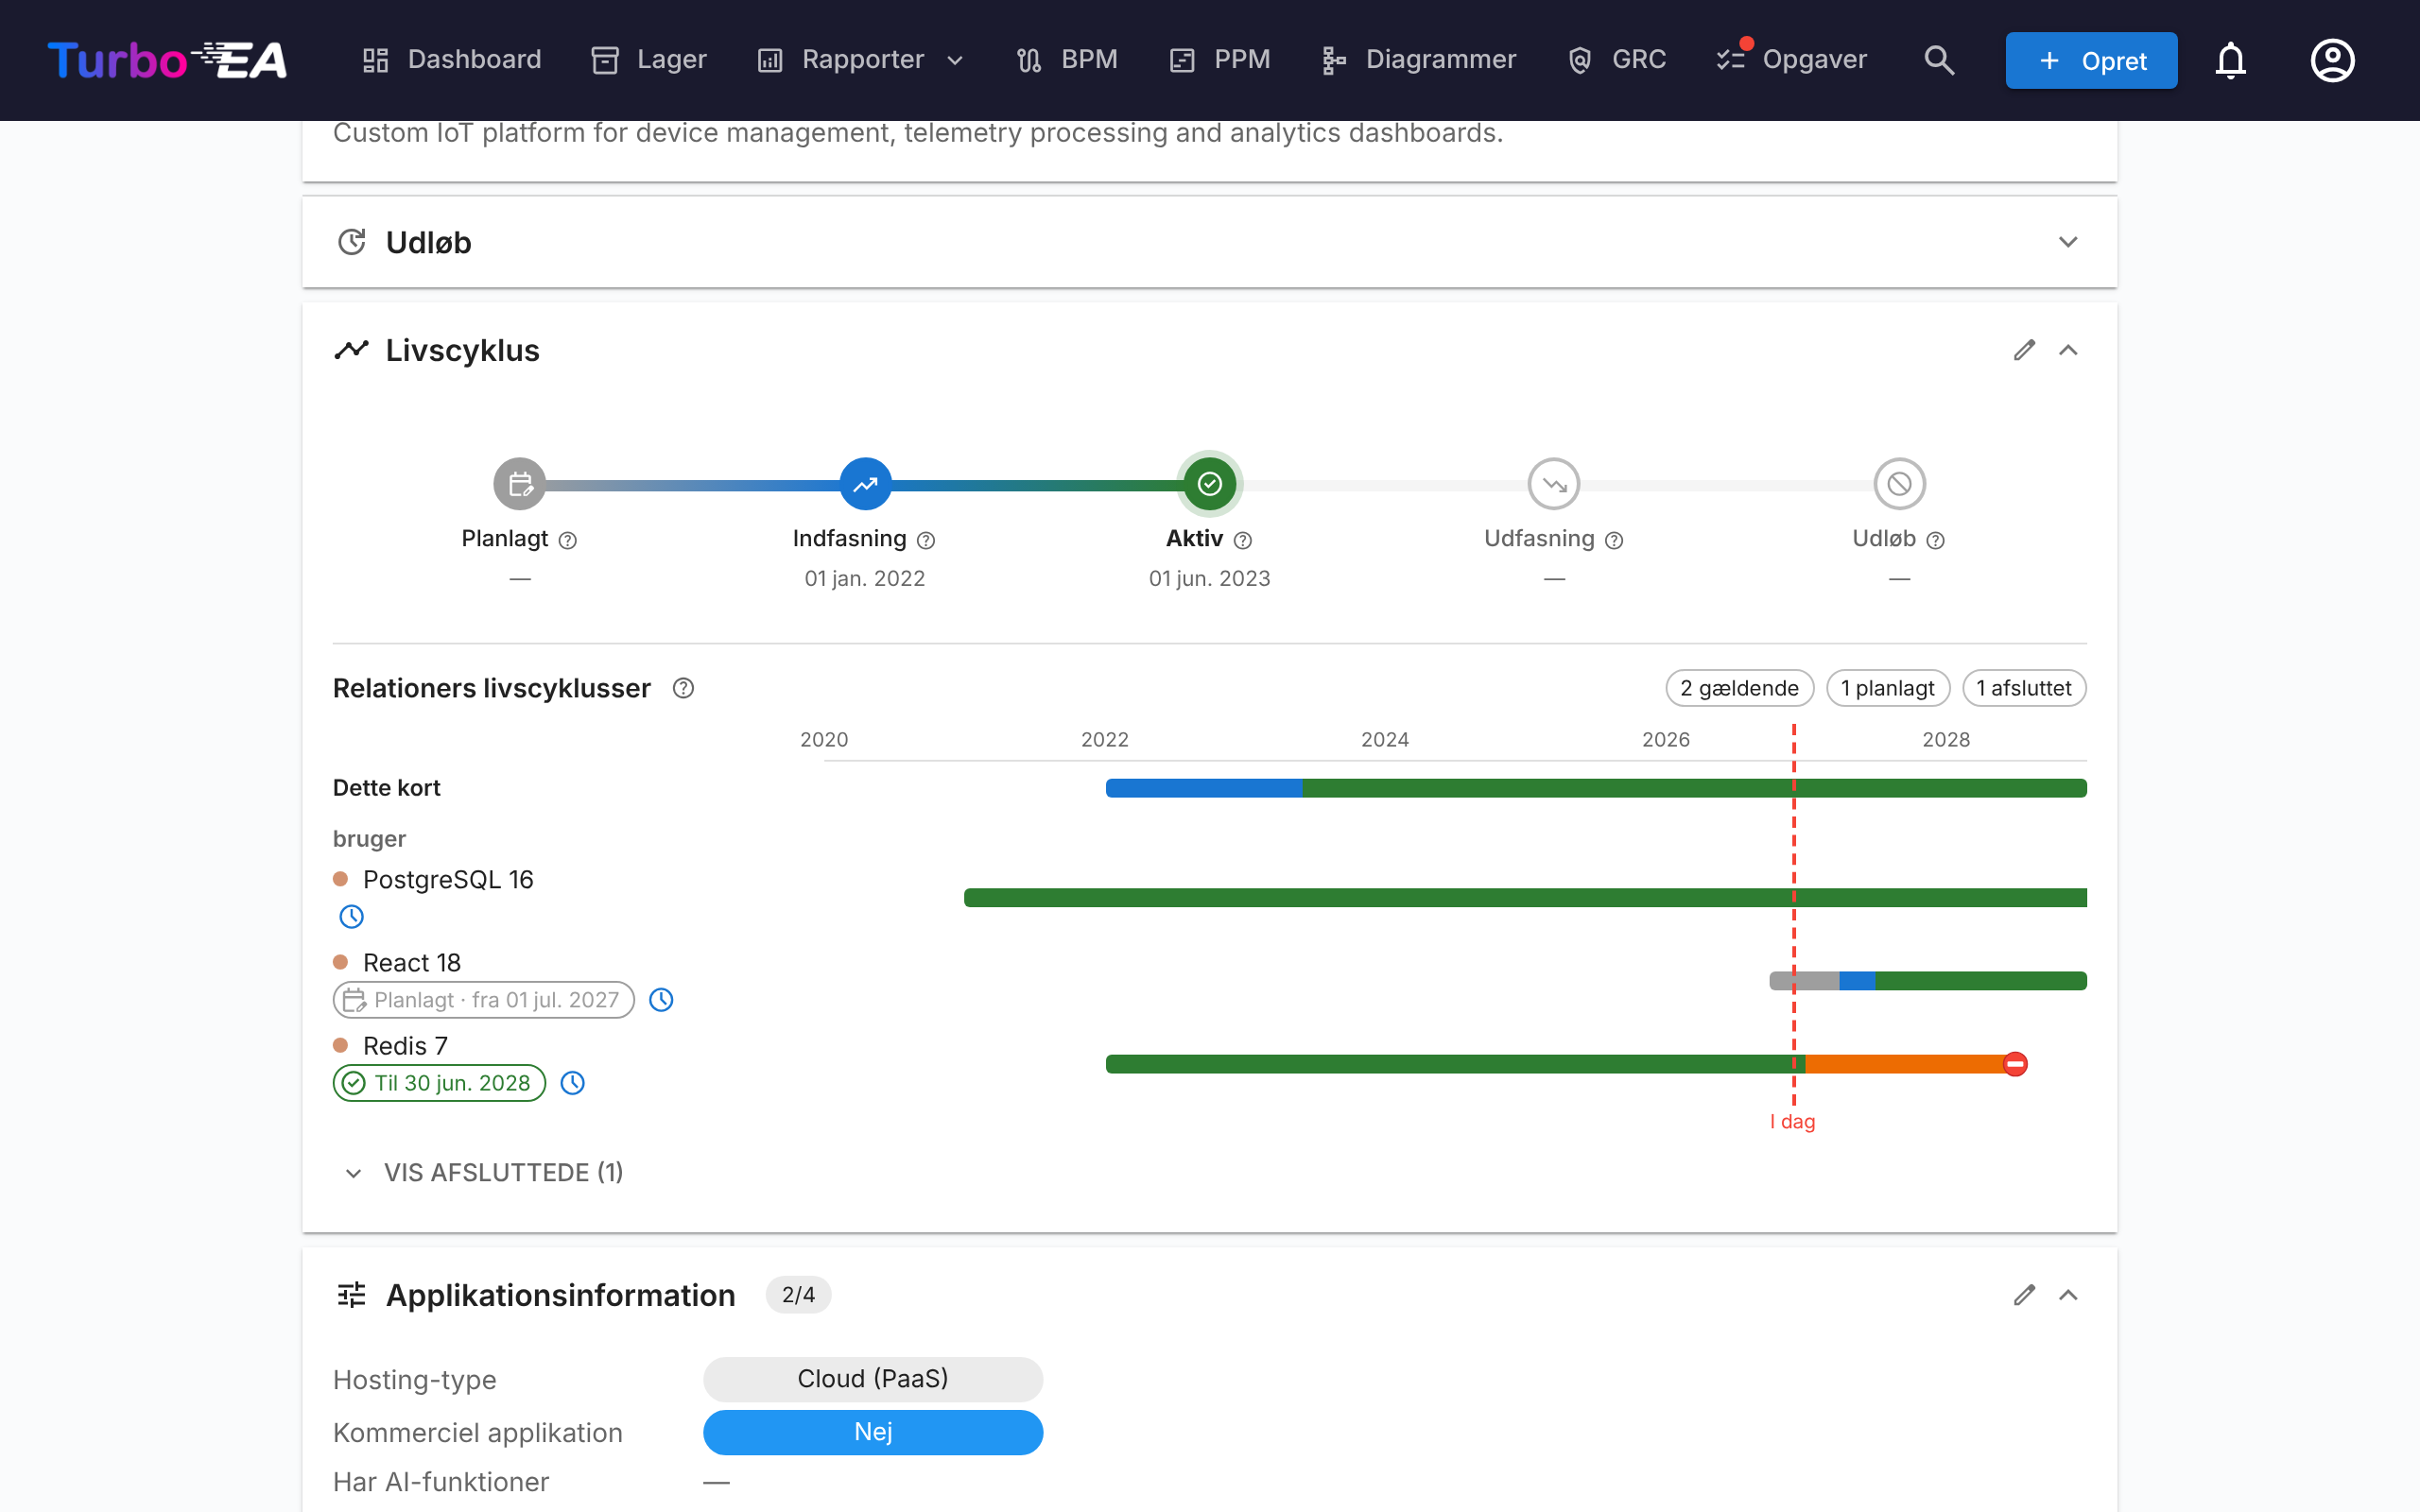 Turbo EA Dashboard Lager Rapporter BPM PPM Diagrammer GRC Opgaver + Opret
Custom IoT platform for device management, telemetry processing and analytics dashboards.
Udløb
Livscyklus
Planlagt Indfasning Aktiv Udfasning Udløb
— 01 jan. 2022 01 jun. 2023 — —
Relationers livscyklusser 2 gældende 1 planlagt 1 afsluttet
2020 2022 2024 2026 2028
Dette kort
bruger
PostgreSQL 16
React 18
Planlagt · fra 01 jul. 2027
Redis 7
Til 30 jun. 2028
I dag
VIS AFSLUTTEDE (1)
Applikationsinformation 2/4
Hosting-type Cloud (PaaS)
Kommerciel applikation Nej
Har AI-funktioner —